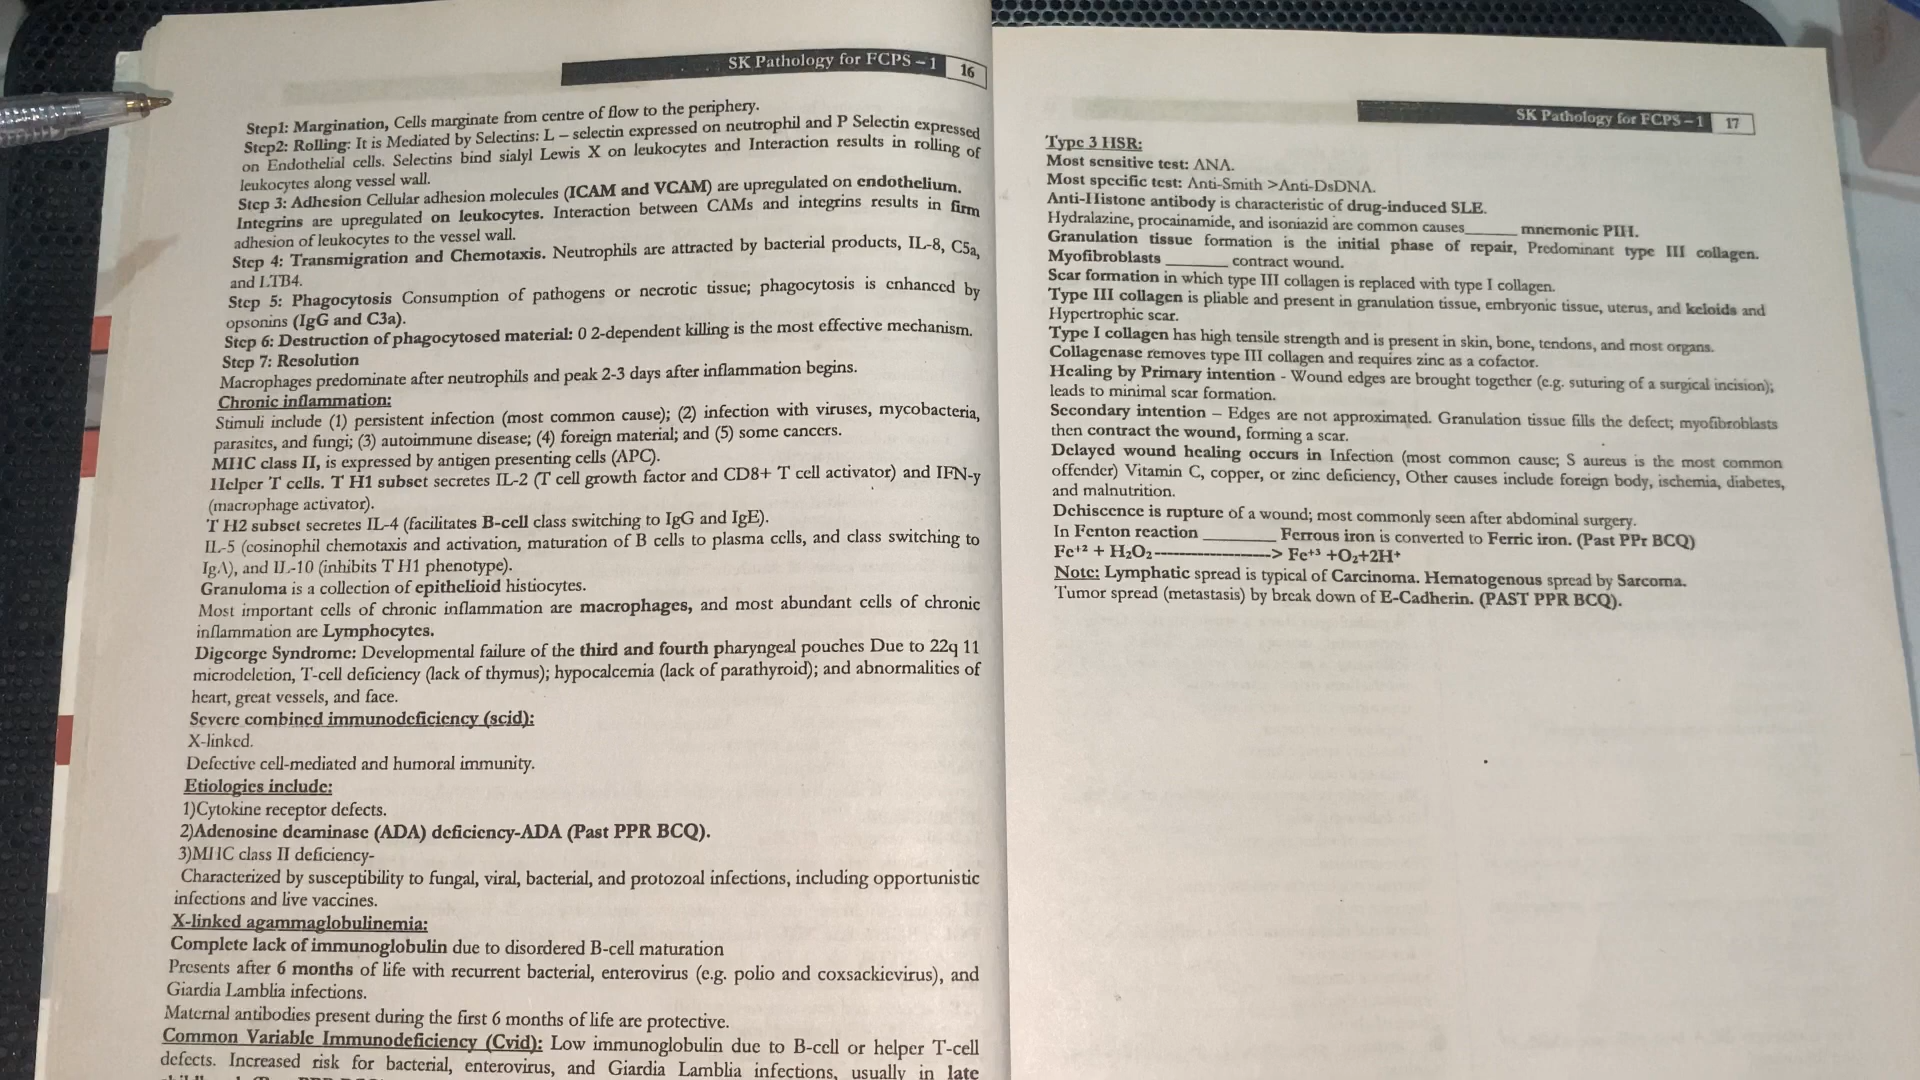 SK Pathology for FCPS – 1 16
Step1: Margination, Cells marginate from centre of flow to the periphery.
Step2: Rolling: It is Mediated by Selectins: L – selectin expressed on neutrophil and P Selectin expressed
on Endothelial cells. Selectins bind sialyl Lewis X on leukocytes and Interaction results in rolling of
leukocytes along vessel wall.
Step 3: Adhesion Cellular adhesion molecules (ICAM and VCAM) are upregulated on endothelium.
Integrins are upregulated on leukocytes. Interaction between CAMs and integrins results in firm
adhesion of leukocytes to the vessel wall.
Step 4: Transmigration and Chemotaxis. Neutrophils are attracted by bacterial products, IL-8, C5a,
and LTB4.
Step 5: Phagocytosis Consumption of pathogens or necrotic tissue; phagocytosis is enhanced by
opsonins (IgG and C3a).
Step 6: Destruction of phagocytosed material: 0 2-dependent killing is the most effective mechanism.
Step 7: Resolution
Macrophages predominate after neutrophils and peak 2-3 days after inflammation begins.
Chronic inflammation:
Stimuli include (1) persistent infection (most common cause); (2) infection with viruses, mycobacteria,
parasites, and fungi; (3) autoimmune disease; (4) foreign material; and (5) some cancers.
MHC class II, is expressed by antigen presenting cells (APC).
Helper T cells. T H1 subset secretes IL-2 (T cell growth factor and CD8+ T cell activator) and IFN-y
(macrophage activator).
T H2 subset secretes IL-4 (facilitates B-cell class switching to IgG and IgE).
IL-5 (eosinophil chemotaxis and activation, maturation of B cells to plasma cells, and class switching to
IgA), and IL-10 (inhibits T H1 phenotype).
Granuloma is a collection of epithelioid histiocytes.
Most important cells of chronic inflammation are macrophages, and most abundant cells of chronic
inflammation are Lymphocytes.
Digeorge Syndrome: Developmental failure of the third and fourth pharyngeal pouches Due to 22q 11
microdeletion, T-cell deficiency (lack of thymus); hypocalcemia (lack of parathyroid); and abnormalities of
heart, great vessels, and face.
Severe combined immunodeficiency (scid):
X-linked.
Defective cell-mediated and humoral immunity.
Etiologies include:
1)Cytokine receptor defects.
2)Adenosine deaminase (ADA) deficiency-ADA (Past PPR BCQ).
3)MHC class II deficiency-
Characterized by susceptibility to fungal, viral, bacterial, and protozoal infections, including opportunistic
infections and live vaccines.
X-linked agammaglobulinemia:
Complete lack of immunoglobulin due to disordered B-cell maturation
Presents after 6 months of life with recurrent bacterial, enterovirus (e.g. polio and coxsackievirus), and
Giardia Lamblia infections.
Maternal antibodies present during the first 6 months of life are protective.
Common Variable Immunodeficiency (Cvid): Low immunoglobulin due to B-cell or helper T-cell
defects. Increased risk for bacterial, enterovirus, and Giardia Lamblia infections, usually in late
SK Pathology for FCPS – 1 17
Type 3 HSR:
Most sensitive test: ANA.
Most specific test: Anti-Smith >Anti-DsDNA.
Anti-Histone antibody is characteristic of drug-induced SLE.
Hydralazine, procainamide, and isoniazid are common causes______ mnemonic PIH.
Granulation tissue formation is the initial phase of repair, Predominant type III collagen.
Myofibroblasts _______ contract wound.
Scar formation in which type III collagen is replaced with type I collagen.
Type III collagen is pliable and present in granulation tissue, embryonic tissue, uterus, and keloids and
Hypertrophic scar.
Type I collagen has high tensile strength and is present in skin, bone, tendons, and most organs.
Collagenase removes type III collagen and requires zinc as a cofactor.
Healing by Primary intention - Wound edges are brought together (e.g. suturing of a surgical incision);
leads to minimal scar formation.
Secondary intention – Edges are not approximated. Granulation tissue fills the defect; myofibroblasts
then contract the wound, forming a scar.
Delayed wound healing occurs in Infection (most common cause; S aureus is the most common
offender) Vitamin C, copper, or zinc deficiency, Other causes include foreign body, ischemia, diabetes,
and malnutrition.
Dehiscence is rupture of a wound; most commonly seen after abdominal surgery.
In Fenton reaction ________ Ferrous iron is converted to Ferric iron. (Past PPr BCQ)
Fe⁺² + H₂O₂-------------------> Fe⁺³ +O₂+2H⁺
Note: Lymphatic spread is typical of Carcinoma. Hematogenous spread by Sarcoma.
Tumor spread (metastasis) by break down of E-Cadherin. (PAST PPR BCQ).